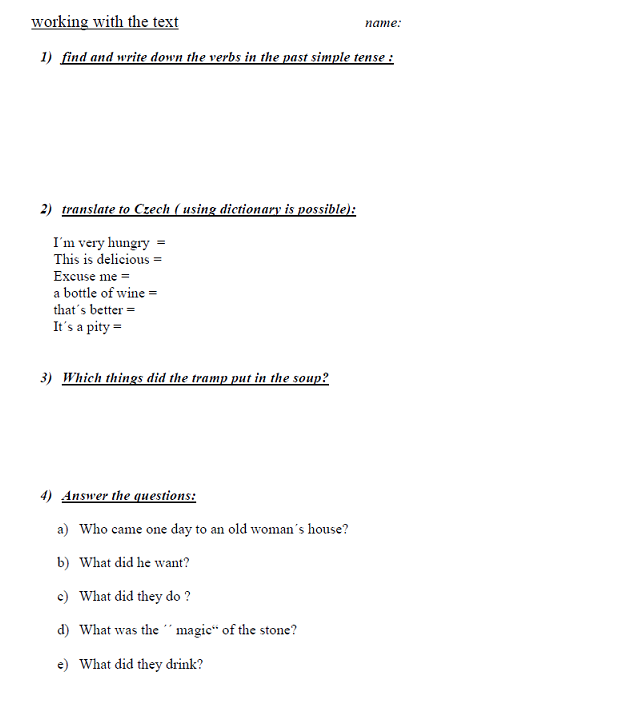 working with the text name:
1) find and write down the verbs in the past simple tense :
2) translate to Czech ( using dictionary is possible):
I´m very hungry =
This is delicious =
Excuse me =
a bottle of wine =
that´s better =
It´s a pity =
3) Which things did the tramp put in the soup?
4) Answer the questions:
a) Who came one day to an old woman´s house?
b) What did he want?
c) What did they do ?
d) What was the ´´ magic“ of the stone?
e) What did they drink?